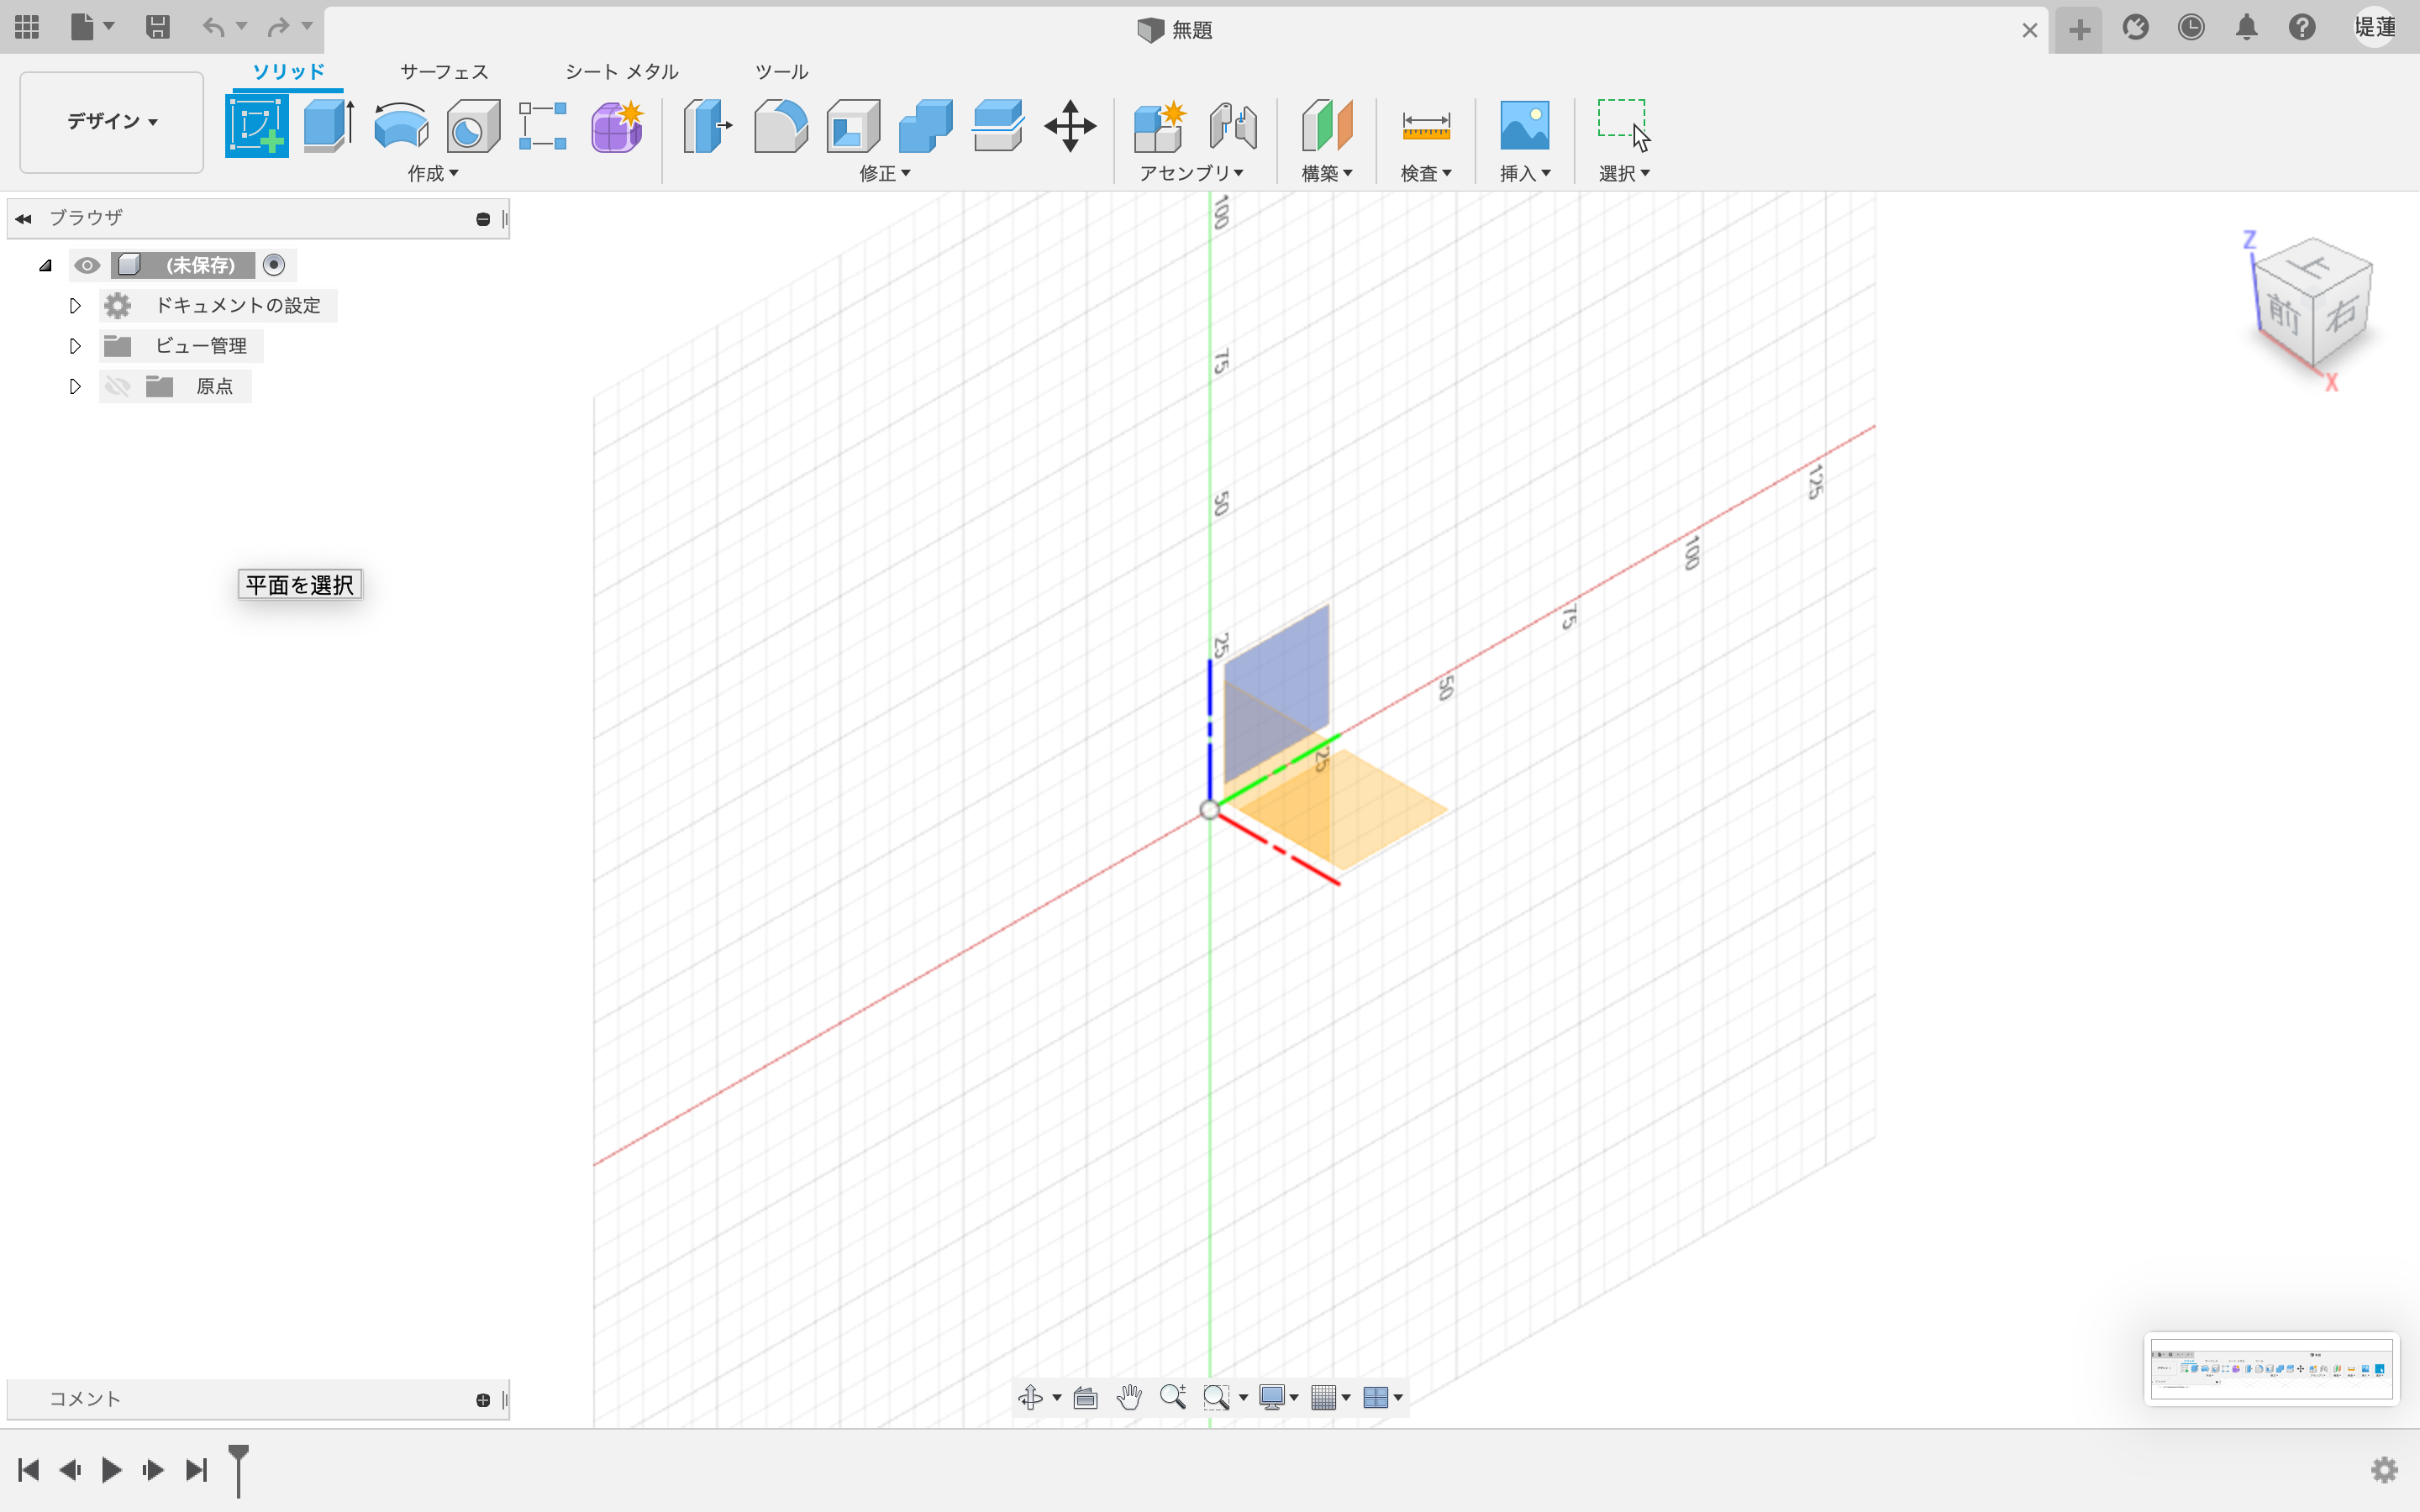 無題
堤蓮
ソリッド
サーフェス
シート メタル
ツール
デザイン
作成
修正
アセンブリ
構築
検査
挿入
選択
ブラウザ
(未保存)
ドキュメントの設定
ビュー管理
原点
平面を選択
100
75
50
25
25
50
75
100
125
Z
上
前
右
X
コメント